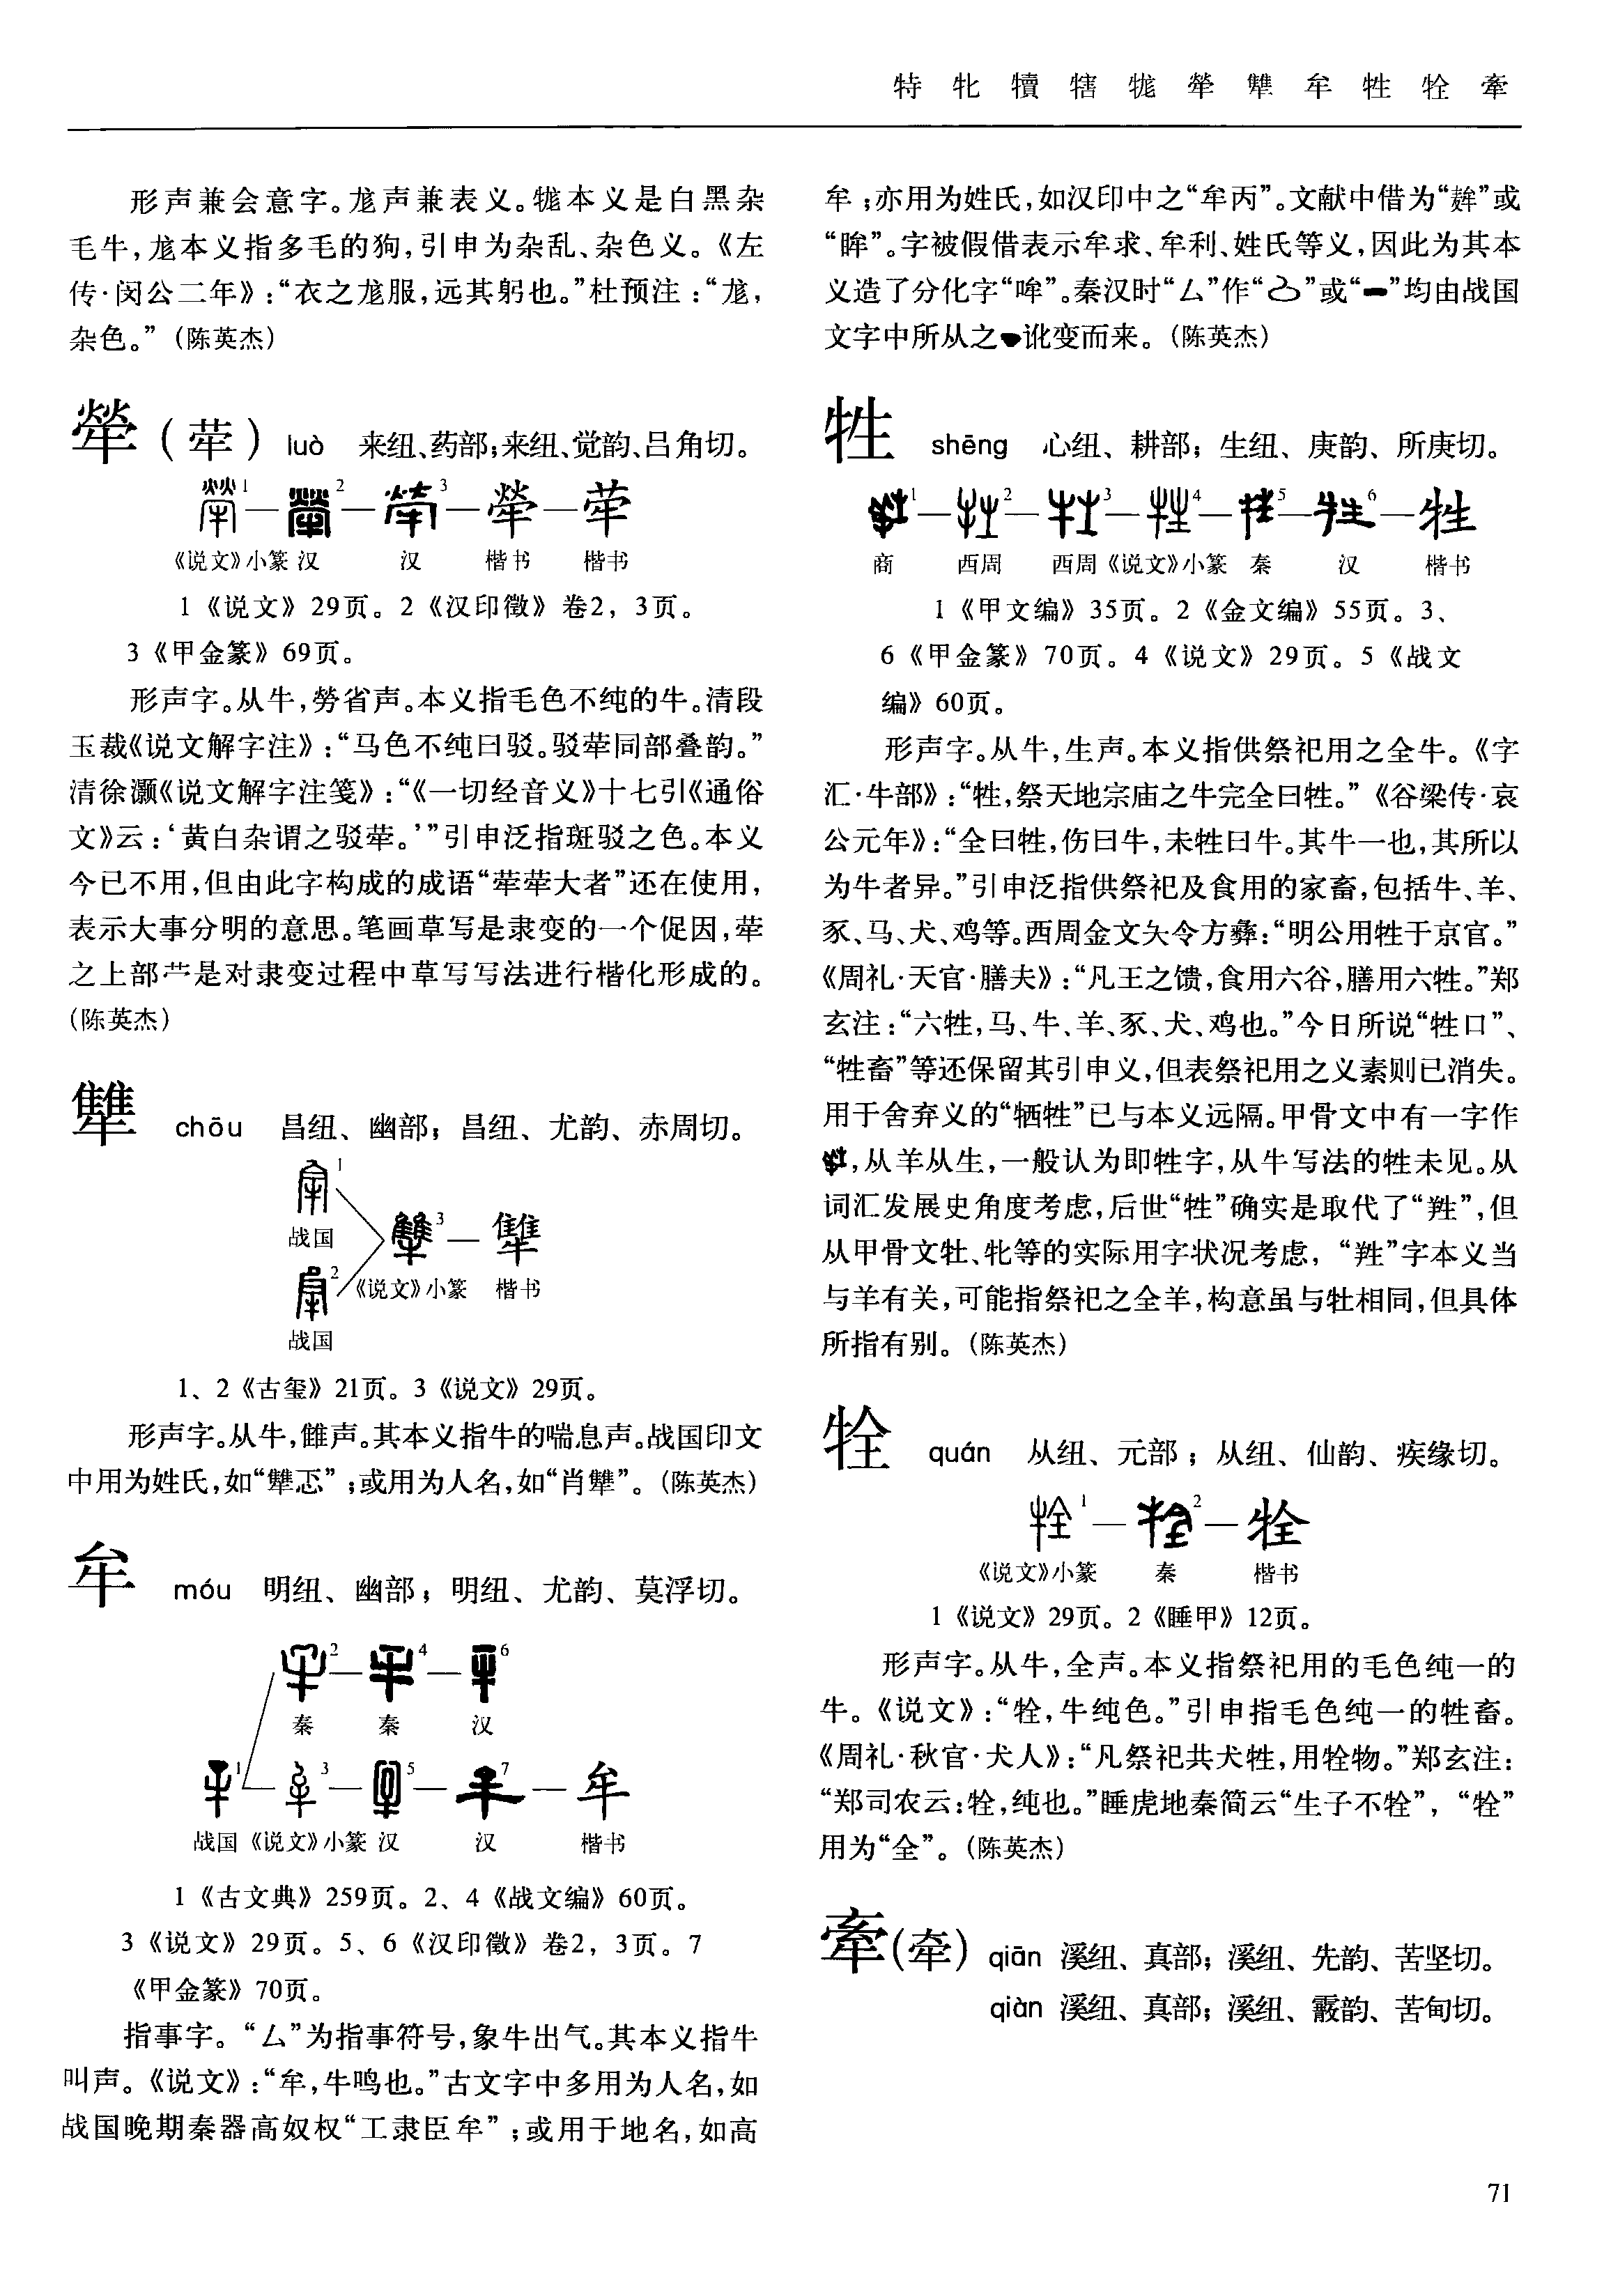 特 牝 犢 犗 牻 犖 犨 牟 牲 牷 牽
形声兼会意字。尨声兼表义。牻本义是白黑杂
毛牛,尨本义指多毛的狗,引申为杂乱、杂色义。《左
传·闵公二年》:“衣之尨服,远其躬也。”杜预注:“尨,
杂色。”(陈英杰)
犖(荦) luò 来纽、药部;来纽、觉韵、吕角切。
1—2—3—犖—荦
《说文》小篆 汉 汉 楷书 楷书
1《说文》29页。2《汉印徵》卷2,3页。
3《甲金篆》69页。
形声字。从牛,勞省声。本义指毛色不纯的牛。清段
玉裁《说文解字注》:“马色不纯曰驳。驳荦同部叠韵。”
清徐灏《说文解字注笺》:“《一切经音义》十七引《通俗
文》云:‘黄白杂谓之驳荦。’”引申泛指斑驳之色。本义
今已不用,但由此字构成的成语“荦荦大者”还在使用,
表示大事分明的意思。笔画草写是隶变的一个促因,荦
之上部是对隶变过程中草写写法进行楷化形成的。
(陈英杰)
犨 chōu 昌纽、幽部;昌纽、尤韵、赤周切。
1
战国
3—犨
2 《说文》小篆 楷书
战国
1、2《古玺》21页。3《说文》29页。
形声字。从牛,雔声。其本义指牛的喘息声。战国印文
中用为姓氏,如“犨忑”;或用为人名,如“肖犨”。(陈英杰)
牟 móu 明纽、幽部;明纽、尤韵、莫浮切。
2—4—6
秦 秦 汉
1—3—5—7—牟
战国 《说文》小篆 汉 汉 楷书
1《古文典》259页。2、4《战文编》60页。
3《说文》29页。5、6《汉印徵》卷2,3页。7
《甲金篆》70页。
指事字。“厶”为指事符号,象牛出气。其本义指牛
叫声。《说文》:“牟,牛鸣也。”古文字中多用为人名,如
战国晚期秦器高奴权“工隶臣牟”;或用于地名,如高
牟;亦用为姓氏,如汉印中之“牟丙”。文献中借为“麰”或
“眸”。字被假借表示牟求、牟利、姓氏等义,因此为其本
义造了分化字“哞”。秦汉时“厶”作“”或“”均由战国
文字中所从之讹变而来。(陈英杰)
牲 shēng 心纽、耕部;生纽、庚韵、所庚切。
1—2—3—4—5—6—牲
商 西周 西周 《说文》小篆 秦 汉 楷书
1《甲文编》35页。2《金文编》55页。3、
6《甲金篆》70页。4《说文》29页。5《战文
编》60页。
形声字。从牛,生声。本义指供祭祀用之全牛。《字
汇·牛部》:“牲,祭天地宗庙之牛完全曰牲。”《谷梁传·哀
公元年》:“全曰牲,伤曰牛,未牲曰牛。其牛一也,其所以
为牛者异。”引申泛指供祭祀及食用的家畜,包括牛、羊、
豕、马、犬、鸡等。西周金文夨令方彝:“明公用牲于京宫。”
《周礼·天官·膳夫》:“凡王之馈,食用六谷,膳用六牲。”郑
玄注:“六牲,马、牛、羊、豕、犬、鸡也。”今日所说“牲口”、
“牲畜”等还保留其引申义,但表祭祀用之义素则已消失。
用于舍弃义的“牺牲”已与本义远隔。甲骨文中有一字作
,从羊从生,一般认为即牲字,从牛写法的牲未见。从
词汇发展史角度考虑,后世“牲”确实是取代了“𦍲”,但
从甲骨文牡、牝等的实际用字状况考虑,“𦍲”字本义当
与羊有关,可能指祭祀之全羊,构意虽与牡相同,但具体
所指有别。(陈英杰)
牷 quán 从纽、元部;从纽、仙韵、疾缘切。
1—2—牷
《说文》小篆 秦 楷书
1《说文》29页。2《睡甲》12页。
形声字。从牛,全声。本义指祭祀用的毛色纯一的
牛。《说文》:“牷,牛纯色。”引申指毛色纯一的牲畜。
《周礼·秋官·犬人》:“凡祭祀共犬牲,用牷物。”郑玄注:
“郑司农云:牷,纯也。”睡虎地秦简云“生子不牷”,“牷”
用为“全”。(陈英杰)
牽(牵) qiān 溪纽、真部;溪纽、先韵、苦坚切。
qiàn 溪纽、真部;溪纽、霰韵、苦甸切。
71